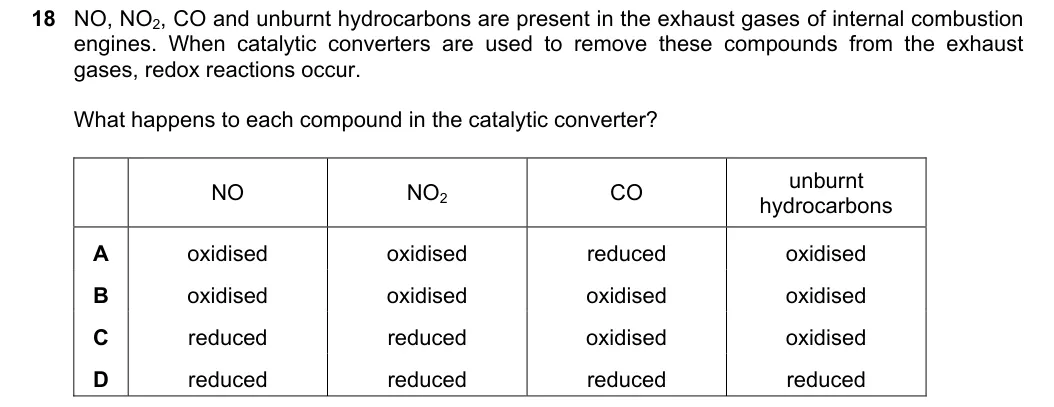 18 NO, NO₂, CO and unburnt hydrocarbons are present in the exhaust gases of internal combustion
engines. When catalytic converters are used to remove these compounds from the exhaust
gases, redox reactions occur.
What happens to each compound in the catalytic converter?
NO NO₂ CO unburnt hydrocarbons
A oxidised oxidised reduced oxidised
B oxidised oxidised oxidised oxidised
C reduced reduced oxidised oxidised
D reduced reduced reduced reduced